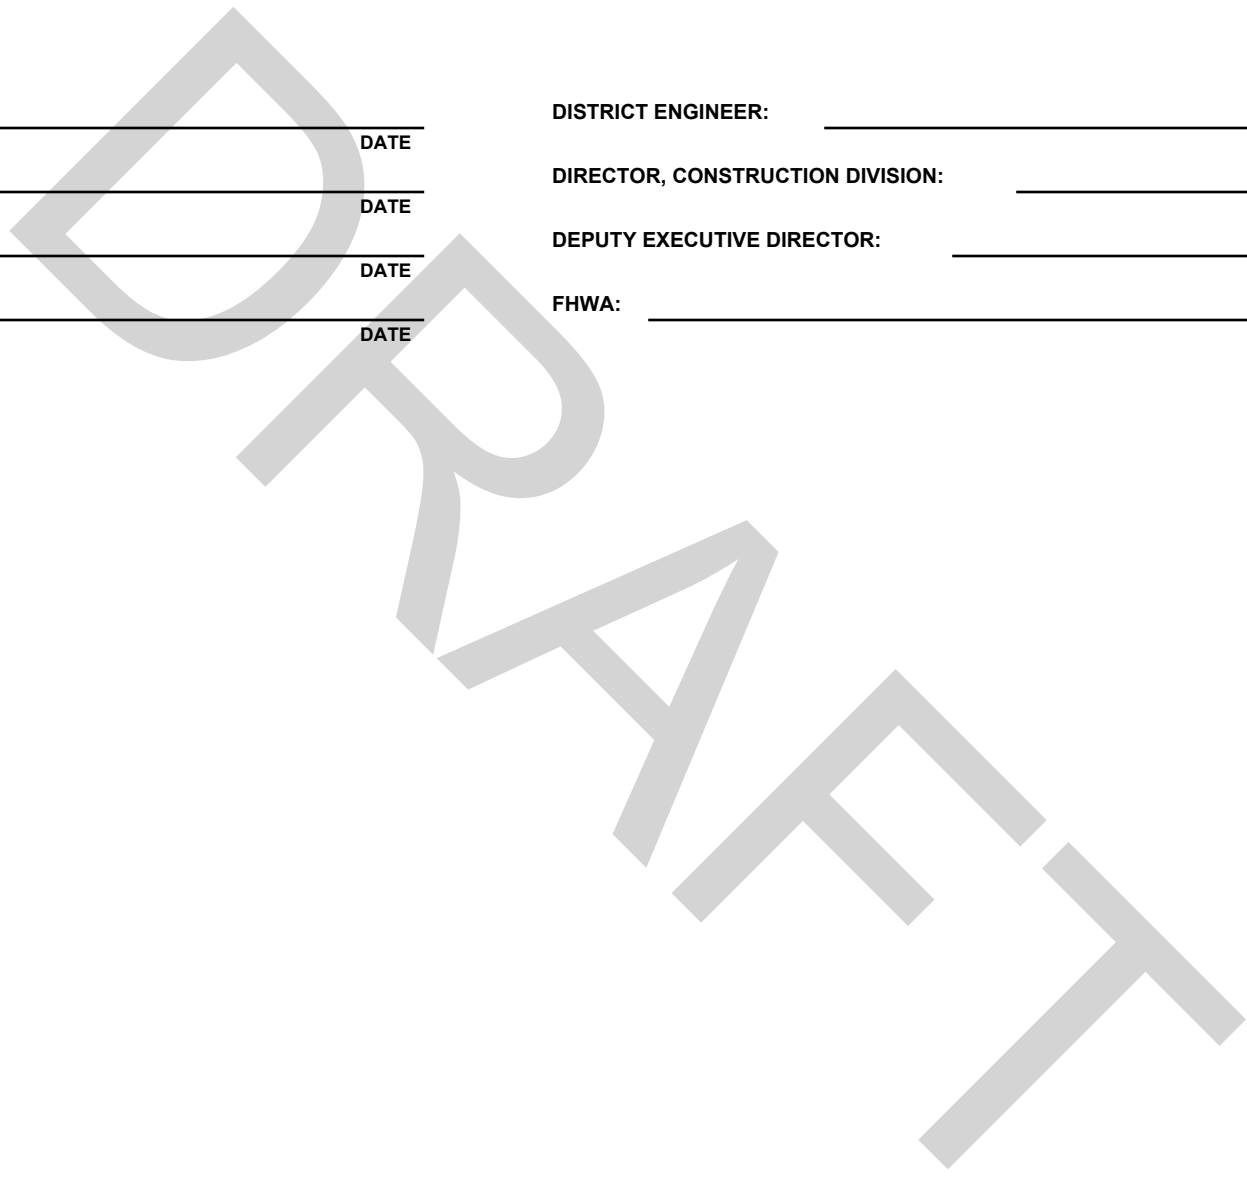 DISTRICT ENGINEER:
DATE
DIRECTOR, CONSTRUCTION DIVISION:
DATE
DEPUTY EXECUTIVE DIRECTOR:
DATE
FHWA:
DATE
DRAFT